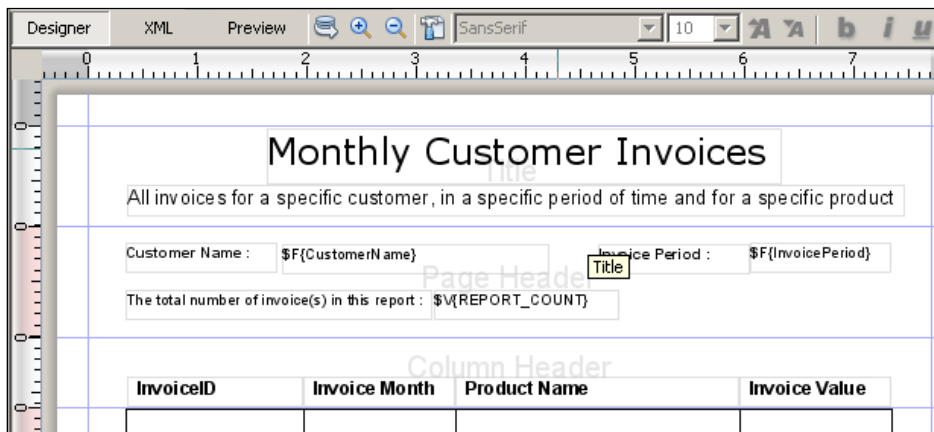 Designer XML Preview SansSerif 10 A A b i u
0 1 2 3 4 5 6 7
Monthly Customer Invoices
Title
All invoices for a specific customer, in a specific period of time and for a specific product
Customer Name : $F{CustomerName} Invoice Period : $F{InvoicePeriod}
Title
Page Header
The total number of invoice(s) in this report : $V{REPORT_COUNT}
Column Header
InvoiceID Invoice Month Product Name Invoice Value